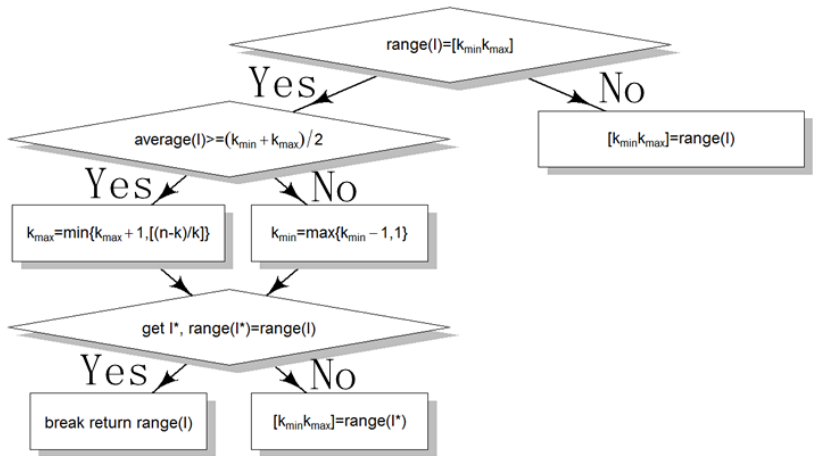 range(I)=[kminkmax]
Yes
No
average(I)>=(kmin+kmax)/2
[kminkmax]=range(I)
Yes
No
kmax=min{kmax+1,[(n-k)/k]}
kmin=max{kmin−1,1}
get I*, range(I*)=range(I)
Yes
No
break return range(I)
[kminkmax]=range(I*)